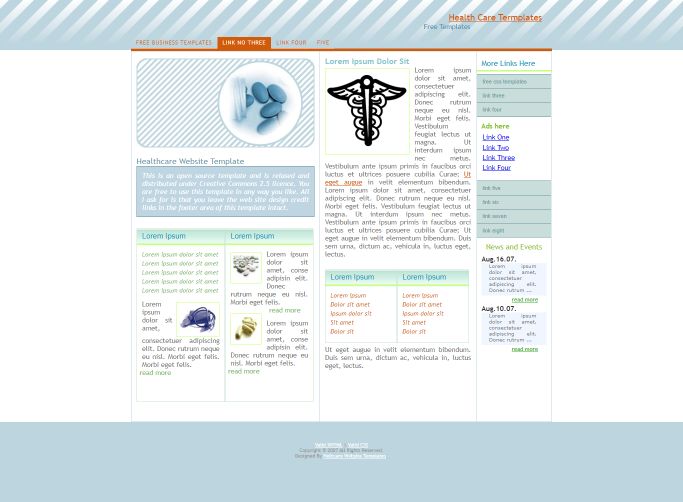 Health Care Termplates
Free Templates
FREE BUSINESS TEMPLATES
LINK NO THREE
LINK FOUR
FIVE
Healthcare Website Template
This is an open source template and is relased and
distributed under Creative Commons 2.5 licence. You
are free to use this template in any way you like. All
I ask for is that you leave the web site design credit
links in the footer area of this template intact.
Lorem Ipsum
Lorem ipsum dolor sit amet
Lorem ipsum dolor sit amet
Lorem ipsum dolor sit amet
Lorem ipsum dolor sit amet
Lorem ipsum dolor sit amet
Lorem
ipsum
dolor sit
amet,
consectetuer adipiscing
elit. Donec rutrum neque
eu nisl. Morbi eget felis.
Morbi eget felis.
read more
Lorem Ipsum
Lorem ipsum
dolor sit
amet, conse
adipisin elit.
Donec
rutrum neque eu nisl.
Morbi eget felis.
read more
Lorem ipsum
dolor sit
amet, conse
adipisin elit.
Donec rutrum neque eu
nisl. Morbi eget felis.
read more
Lorem Ipsum Dolor Sit
Lorem ipsum
dolor sit amet,
consectetuer
adipiscing elit.
Donec rutrum
neque eu nisl.
Morbi eget felis.
Vestibulum
feugiat lectus ut
magna. Ut
interdum ipsum
nec metus.
Vestibulum ante ipsum primis in faucibus orci
luctus et ultrices posuere cubilia Curae; Ut
eget augue in velit elementum bibendum.
Lorem ipsum dolor sit amet, consectetuer
adipiscing elit. Donec rutrum neque eu nisl.
Morbi eget felis. Vestibulum feugiat lectus ut
magna. Ut interdum ipsum nec metus.
Vestibulum ante ipsum primis in faucibus orci
luctus et ultrices posuere cubilia Curae; Ut
eget augue in velit elementum bibendum. Duis
sem urna, dictum ac, vehicula in, luctus eget,
lectus.
Lorem Ipsum
Lorem ipsum
Dolor sit amet
Ipsum dolor sit
Sit amet
Dolor sit
Lorem Ipsum
Lorem ipsum
Dolor sit amet
Ipsum dolor sit
Sit amet
Dolor sit
Ut eget augue in velit elementum bibendum.
Duis sem urna, dictum ac, vehicula in, luctus
eget, lectus.
More Links Here
free css templates
link three
link four
Ads here
Link One
Link Two
Link Three
Link Four
link five
link six
link seven
link eight
News and Events
Aug.16.07.
Lorem ipsum
dolor sit amet,
consectetuer
adipiscing elit.
Donec rutrum ...
read more
Aug.10.07.
Lorem ipsum
dolor sit amet,
consectetuer
adipiscing elit.
Donec rutrum ...
read more
Valid XHTML | Valid CSS
Copyright © 2007 All Rights Reserved.
Designed By